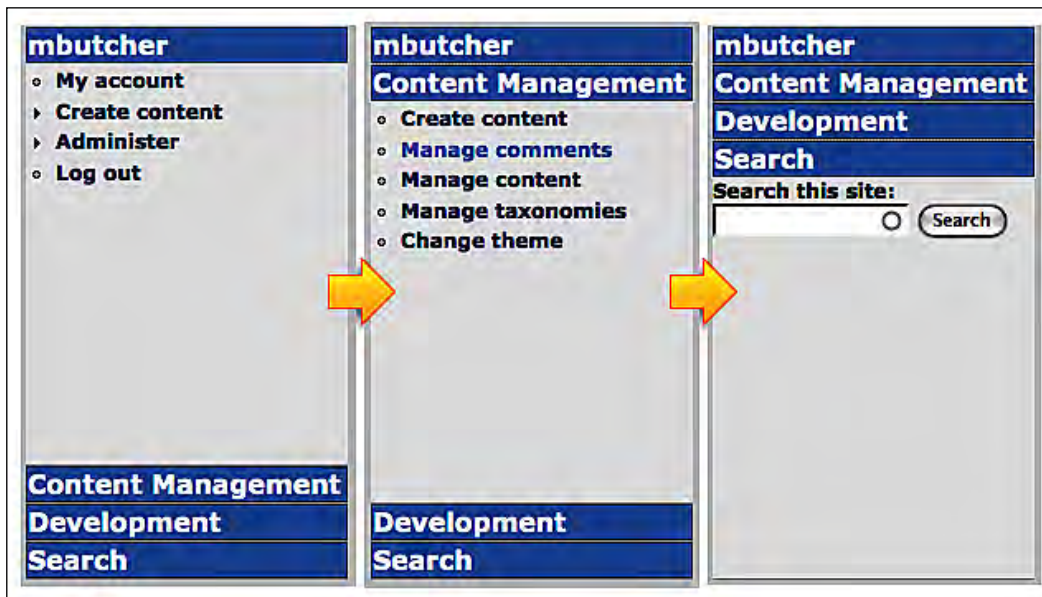 mbutcher
My account
Create content
Administer
Log out
Content Management
Development
Search
mbutcher
Content Management
Create content
Manage comments
Manage content
Manage taxonomies
Change theme
Development
Search
mbutcher
Content Management
Development
Search
Search this site:
Search